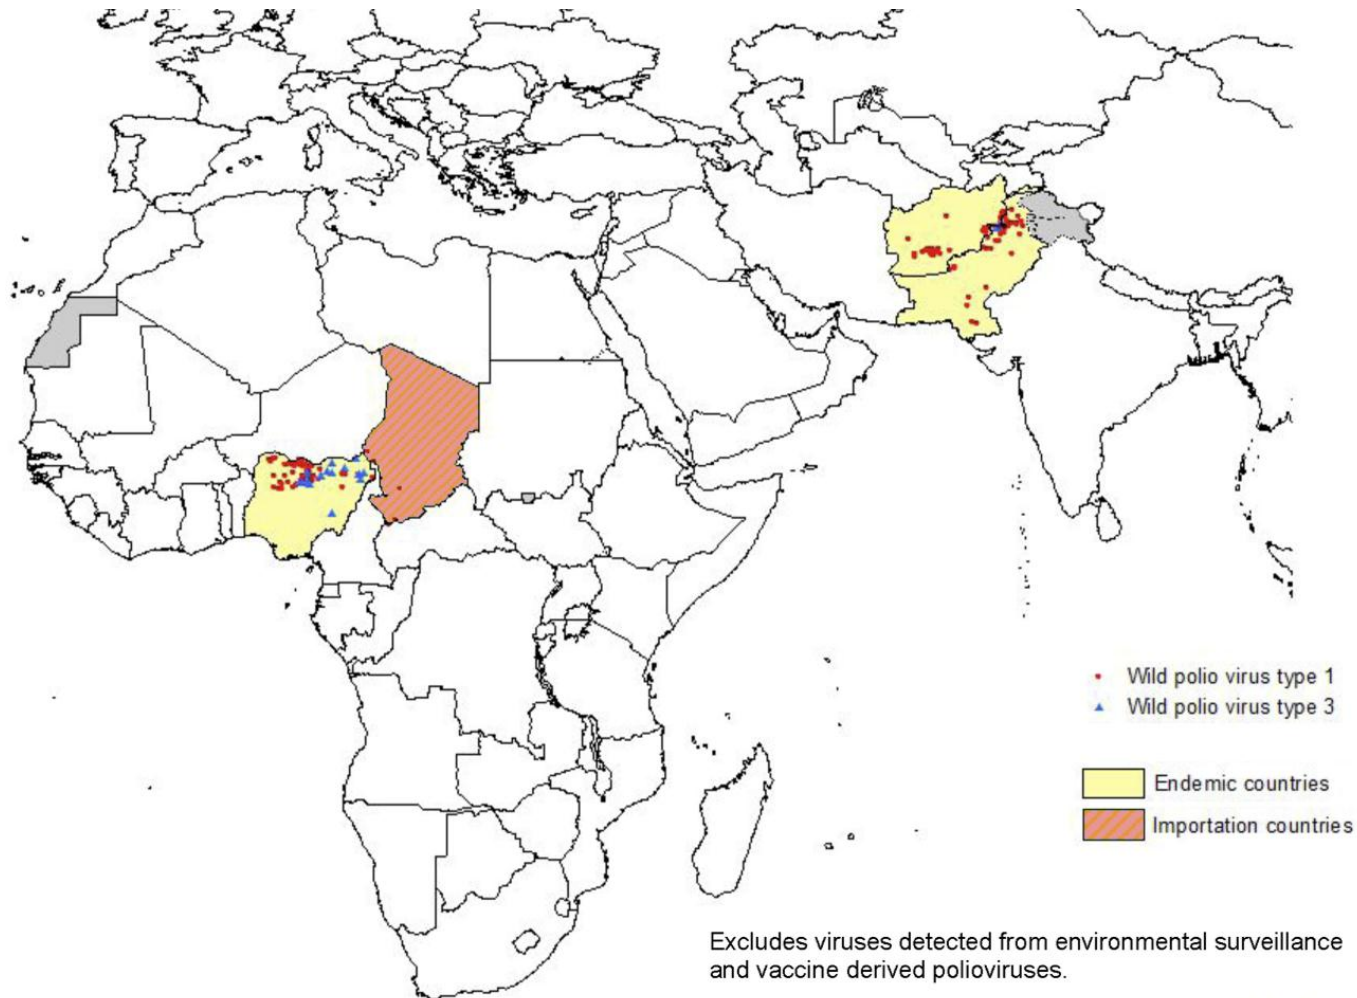 Wild polio virus type 1
Wild polio virus type 3
Endemic countries
Importation countries
Excludes viruses detected from environmental surveillance
and vaccine derived polioviruses.